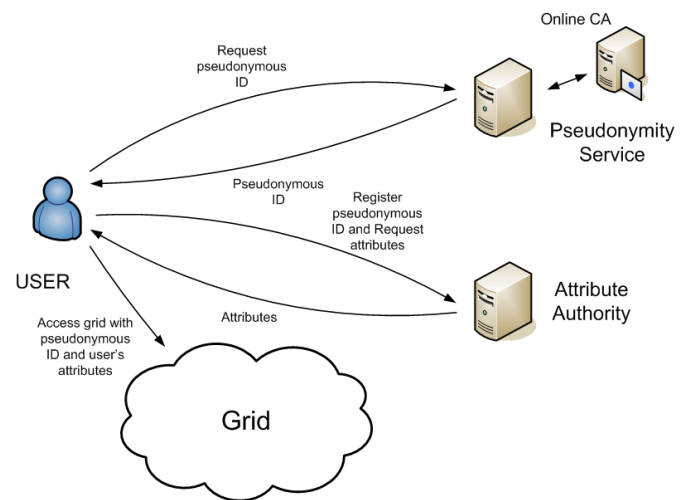 Online CA
Request
pseudonymous
ID
Pseudonymity
Service
Pseudonymous
ID
Register
pseudonymous
ID and Request
attributes
USER
Attribute
Authority
Attributes
Access grid with
pseudonymous
ID and user's
attributes
Grid